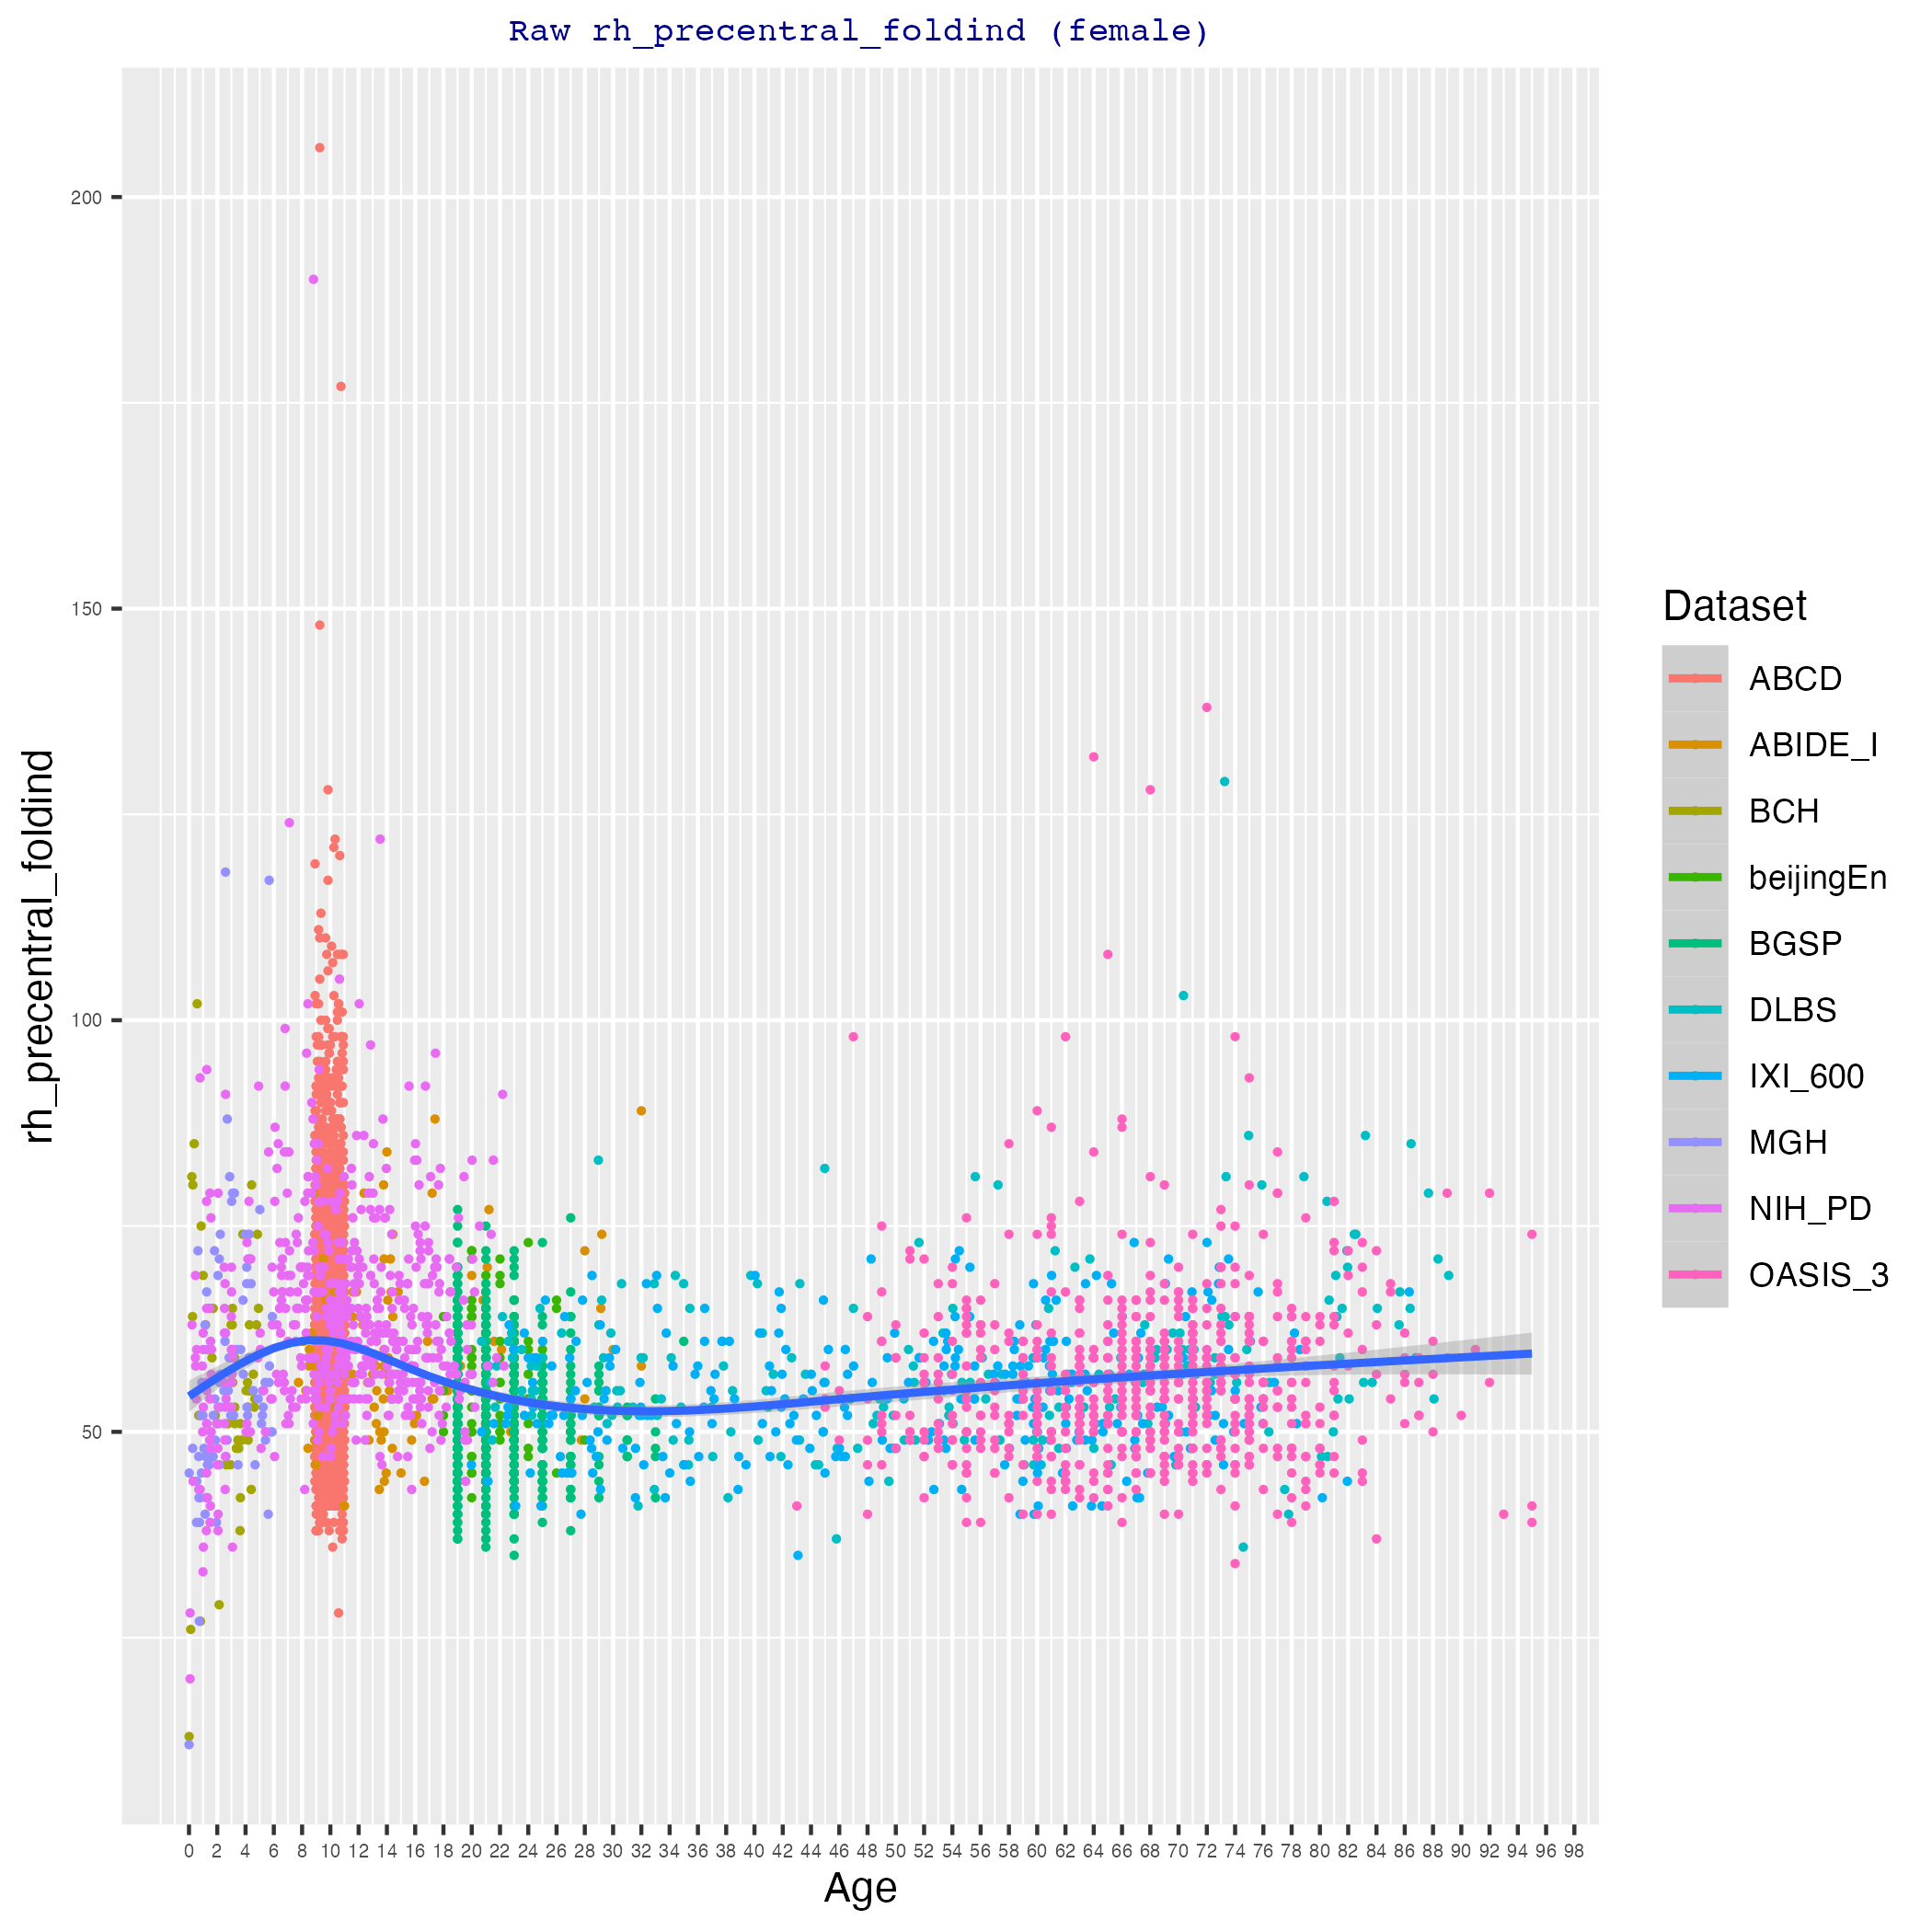 Raw rh_precentral_foldind (female)
rh_precentral_foldind
200
150
100
50
0 2 4 6 8 10 12 14 16 18 20 22 24 26 28 30 32 34 36 38 40 42 44 46 48 50 52 54 56 58 60 62 64 66 68 70 72 74 76 78 80 82 84 86 88 90 92 94 96 98
Age
Dataset
ABCD
ABIDE_I
BCH
beijingEn
BGSP
DLBS
IXI_600
MGH
NIH_PD
OASIS_3